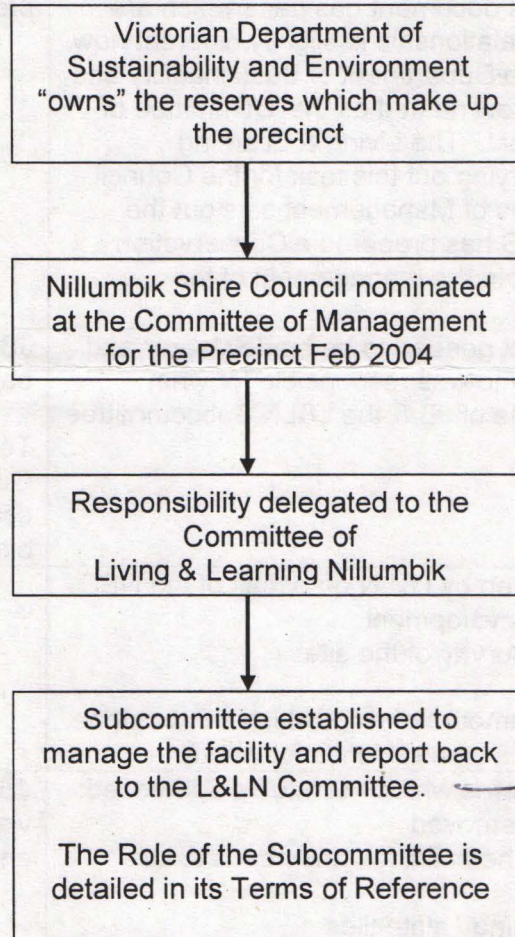 Victorian Department of
Sustainability and Environment
“owns” the reserves which make up
the precinct
Nillumbik Shire Council nominated
at the Committee of Management
for the Precinct Feb 2004
Responsibility delegated to the
Committee of
Living & Learning Nillumbik
Subcommittee established to
manage the facility and report back
to the L&LN Committee.
The Role of the Subcommittee is
detailed in its Terms of Reference